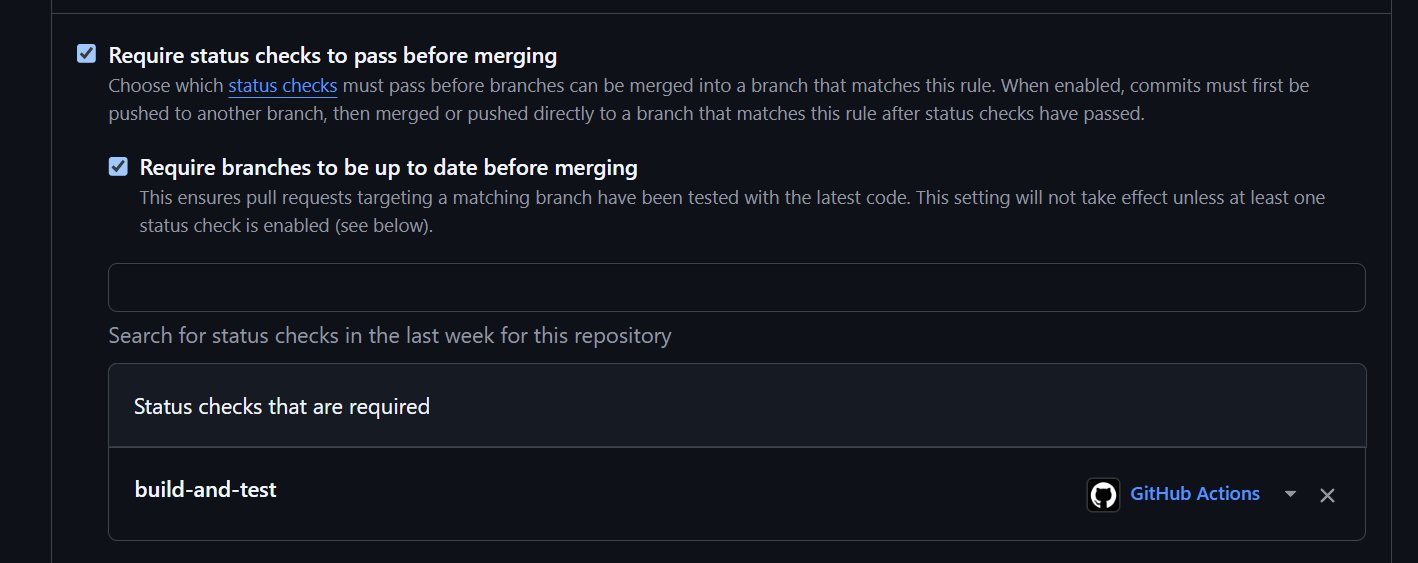 Require status checks to pass before merging
Choose which status checks must pass before branches can be merged into a branch that matches this rule. When enabled, commits must first be
pushed to another branch, then merged or pushed directly to a branch that matches this rule after status checks have passed.
Require branches to be up to date before merging
This ensures pull requests targeting a matching branch have been tested with the latest code. This setting will not take effect unless at least one
status check is enabled (see below).
Search for status checks in the last week for this repository
Status checks that are required
build-and-test
GitHub Actions